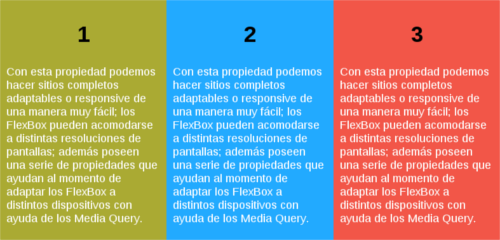 1
Con esta propiedad podemos
hacer sitios completos
adaptables o responsive de
una manera muy fácil; los
FlexBox pueden acomodarse
a distintas resoluciones de
pantallas; además poseen
una serie de propiedades que
ayudan al momento de
adaptar los FlexBox a
distintos dispositivos con
ayuda de los Media Query.
2
Con esta propiedad podemos
hacer sitios completos
adaptables o responsive de
una manera muy fácil; los
FlexBox pueden acomodarse
a distintas resoluciones de
pantallas; además poseen
una serie de propiedades que
ayudan al momento de
adaptar los FlexBox a
distintos dispositivos con
ayuda de los Media Query.
3
Con esta propiedad podemos
hacer sitios completos
adaptables o responsive de
una manera muy fácil; los
FlexBox pueden acomodarse
a distintas resoluciones de
pantallas; además poseen
una serie de propiedades que
ayudan al momento de
adaptar los FlexBox a
distintos dispositivos con
ayuda de los Media Query.